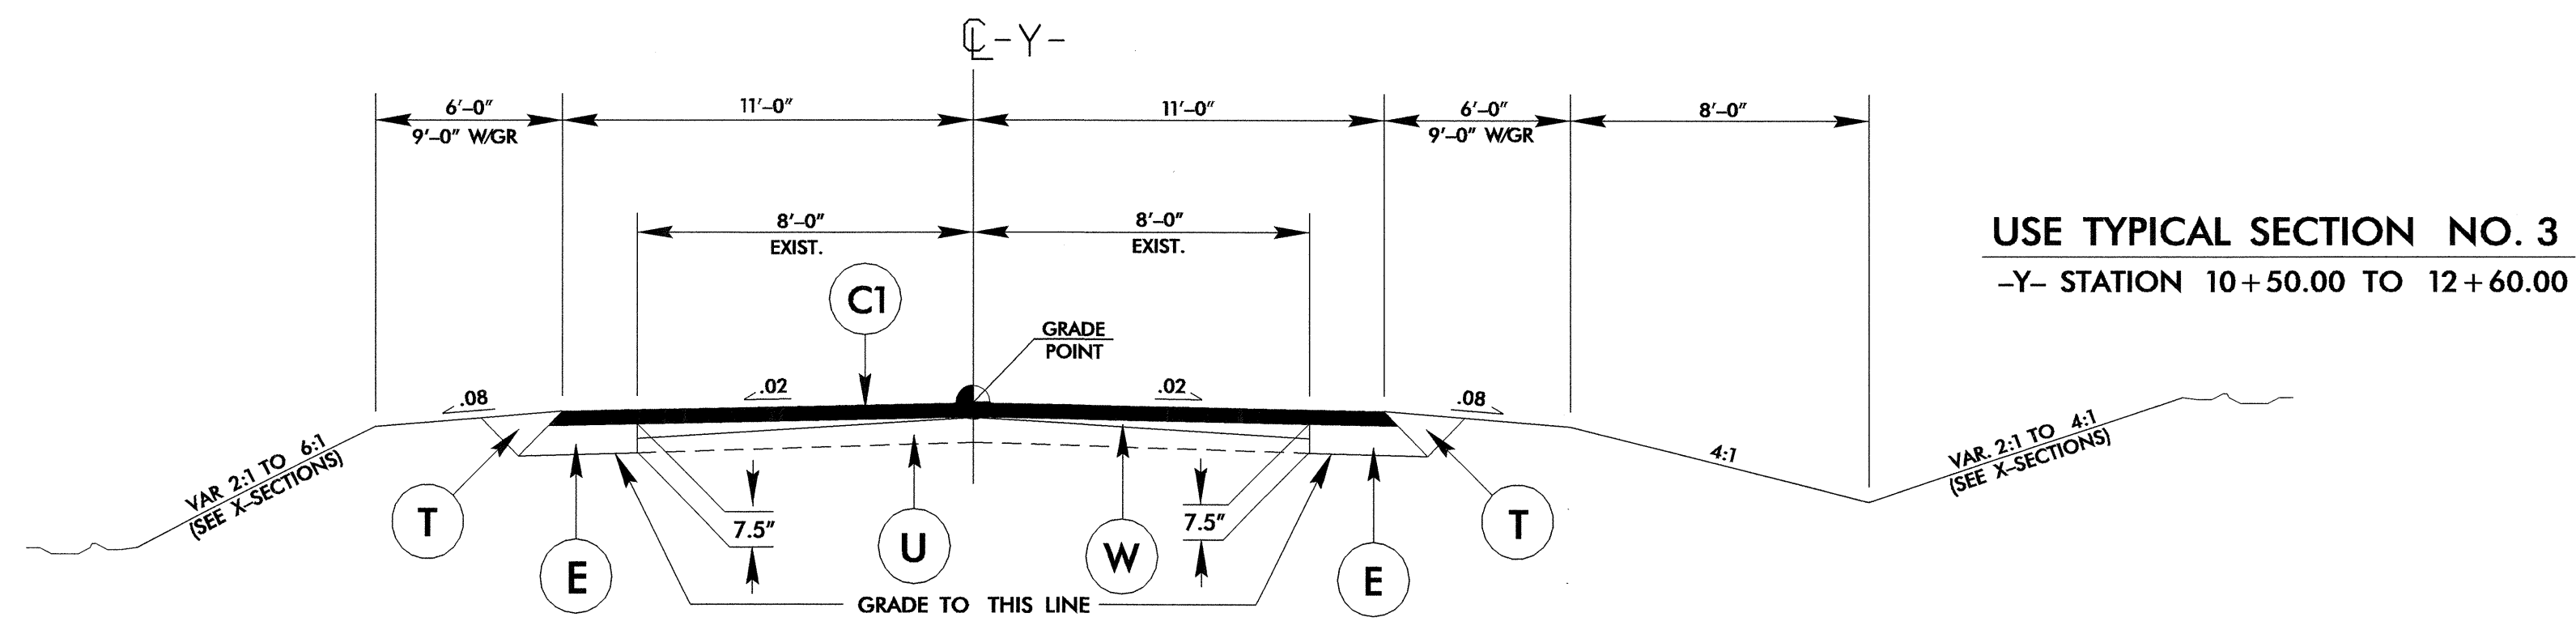 ℄ -Y-
6'-0" 11'-0" 11'-0" 6'-0" 8'-0"
9'-0" W/GR 9'-0" W/GR
8'-0" 8'-0"
EXIST. EXIST.
USE TYPICAL SECTION NO. 3
-Y- STATION 10+50.00 TO 12+60.00
C1
GRADE
POINT
.08 .02 .02 .08
VAR 2:1 TO 6:1
(SEE X-SECTIONS)
4:1
VAR. 2:1 TO 4:1
(SEE X-SECTIONS)
T E 7.5" U W 7.5" E T
GRADE TO THIS LINE